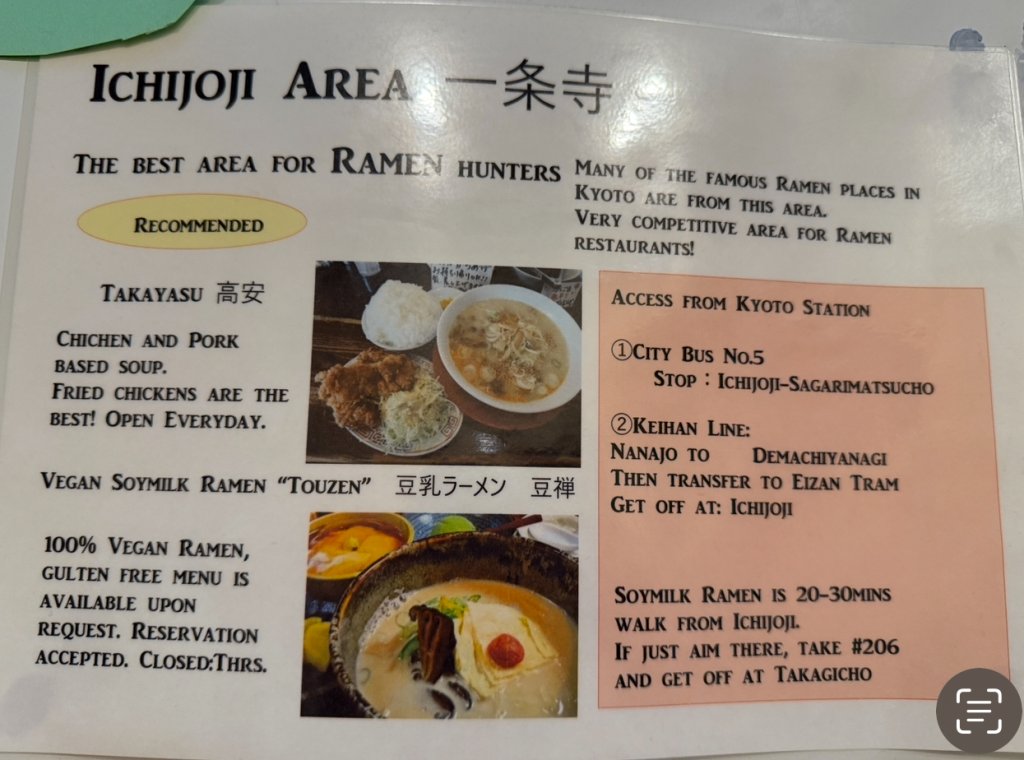 Ichijoji Area 一条寺
The best area for Ramen hunters
Many of the famous Ramen places in
Kyoto are from this area.
Very competitive area for Ramen
restaurants!
Recommended
Takayasu 高安
Chichen and Pork
based soup.
Fried chickens are the
best! Open Everyday.
Vegan Soymilk Ramen "Touzen" 豆乳ラーメン 豆禅
100% Vegan Ramen,
gulten free menu is
available upon
request. Reservation
accepted. Closed:Thrs.
Access from Kyoto Station
①City Bus No.5
Stop：Ichijoji-Sagarimatsucho
②Keihan Line:
Nanajo to Demachiyanagi
Then transfer to Eizan Tram
Get off at: Ichijoji
Soymilk Ramen is 20-30mins
walk from Ichijoji.
If just aim there, take #206
and get off at Takagicho